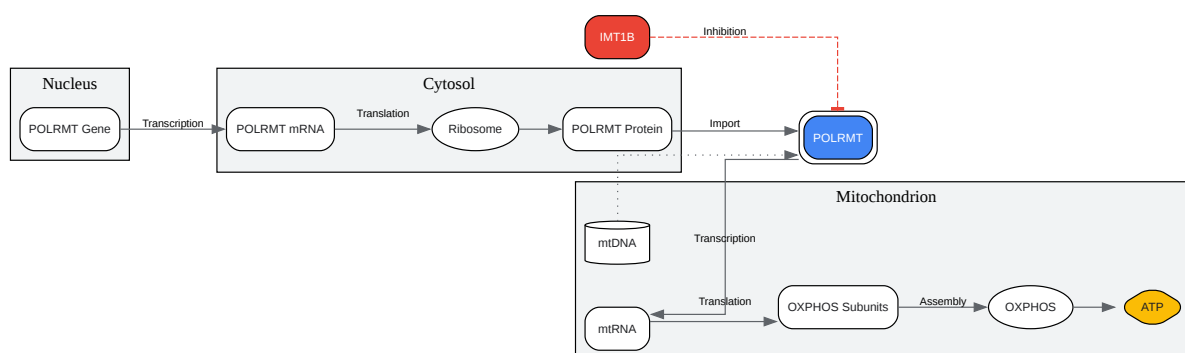 IMT1B
Inhibition
Nucleus
Cytosol
POLRMT Gene
Transcription
POLRMT mRNA
Translation
Ribosome
POLRMT Protein
Import
POLRMT
Mitochondrion
mtDNA
Transcription
mtRNA
Translation
OXPHOS Subunits
Assembly
OXPHOS
ATP